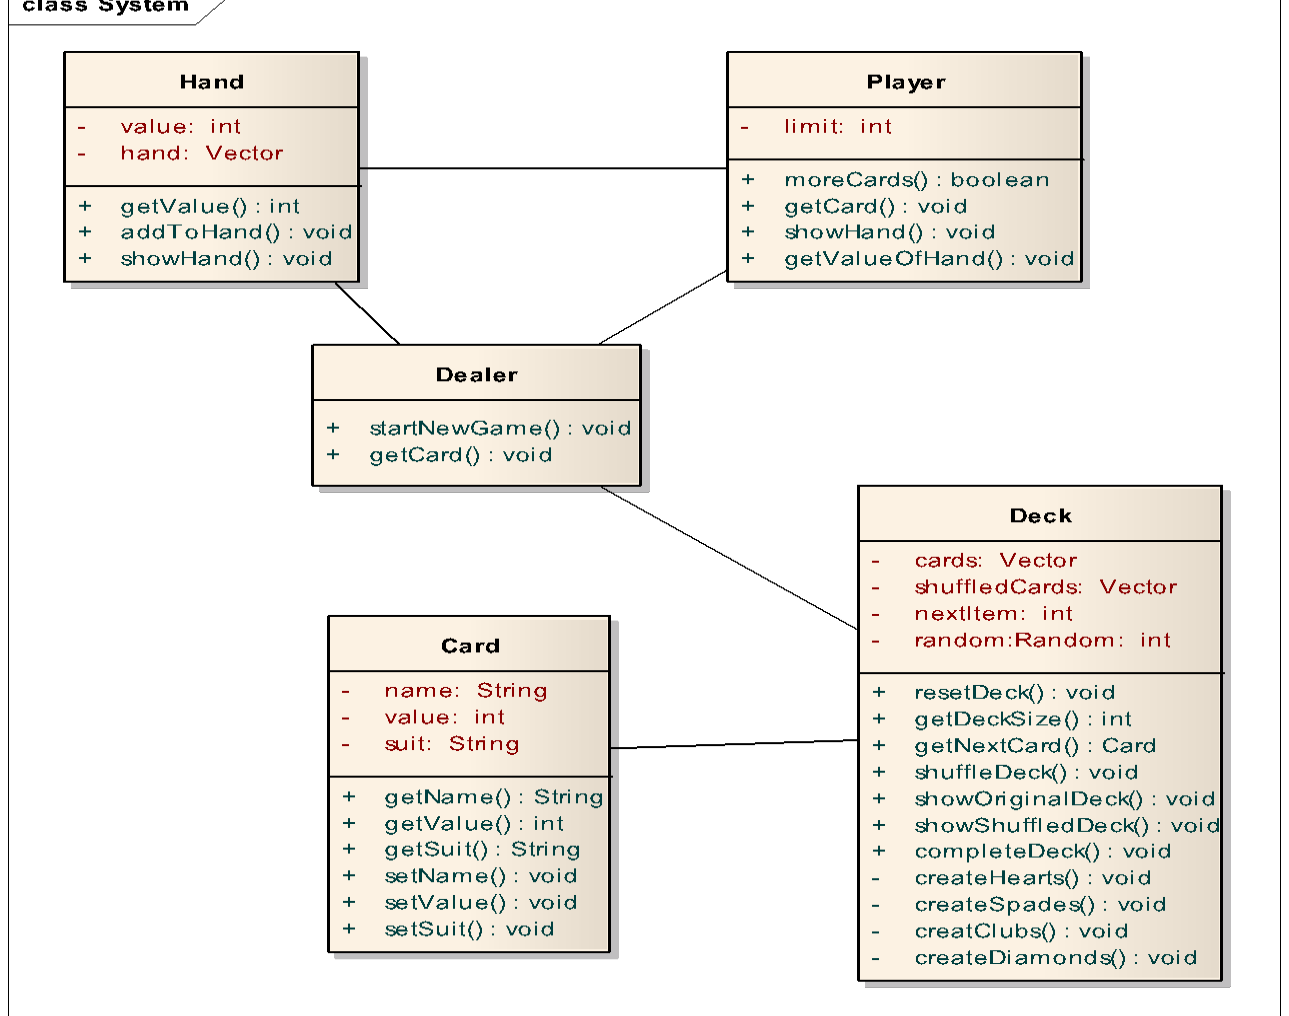 class System
Hand
- value: int
- hand: Vector
+ getValue() : int
+ addToHand() : void
+ showHand() : void
Player
- limit: int
+ moreCards() : boolean
+ getCard() : void
+ showHand() : void
+ getValueOfHand() : void
Dealer
+ startNewGame() : void
+ getCard() : void
Deck
- cards: Vector
- shuffledCards: Vector
- nextItem: int
- random:Random: int
+ resetDeck() : void
+ getDeckSize() : int
+ getNextCard() : Card
+ shuffleDeck() : void
+ showOriginalDeck() : void
+ showShuffledDeck() : void
+ completeDeck() : void
- createHearts() : void
- createSpades() : void
- creatClubs() : void
- createDiamonds() : void
Card
- name: String
- value: int
- suit: String
+ getName() : String
+ getValue() : int
+ getSuit() : String
+ setName() : void
+ setValue() : void
+ setSuit() : void